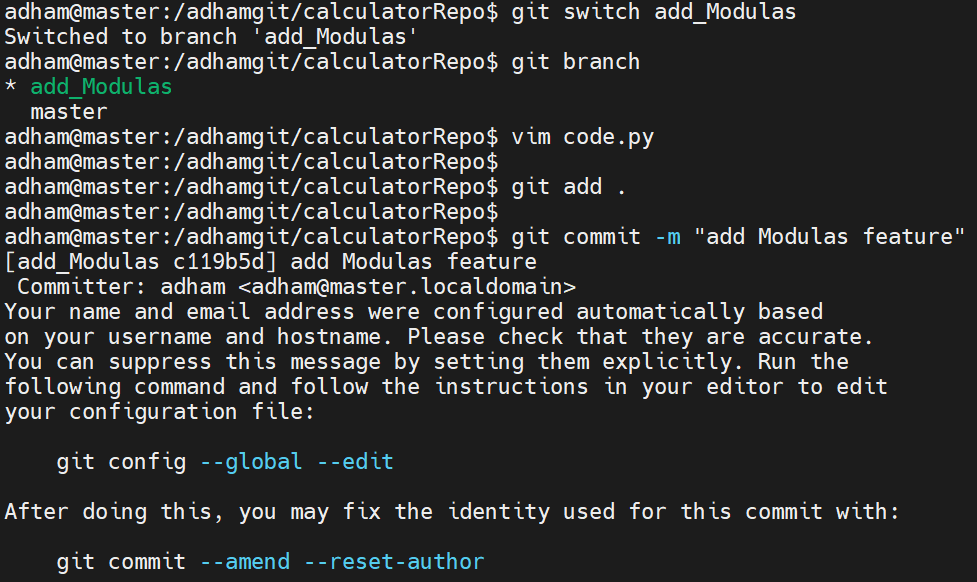 adham@master:/adhamgit/calculatorRepo$ git switch add_Modulas
Switched to branch 'add_Modulas'
adham@master:/adhamgit/calculatorRepo$ git branch
* add_Modulas
  master
adham@master:/adhamgit/calculatorRepo$ vim code.py
adham@master:/adhamgit/calculatorRepo$
adham@master:/adhamgit/calculatorRepo$ git add .
adham@master:/adhamgit/calculatorRepo$
adham@master:/adhamgit/calculatorRepo$ git commit -m "add Modulas feature"
[add_Modulas c119b5d] add Modulas feature
 Committer: adham <adham@master.localdomain>
Your name and email address were configured automatically based
on your username and hostname. Please check that they are accurate.
You can suppress this message by setting them explicitly. Run the
following command and follow the instructions in your editor to edit
your configuration file:

    git config --global --edit

After doing this, you may fix the identity used for this commit with:

    git commit --amend --reset-author